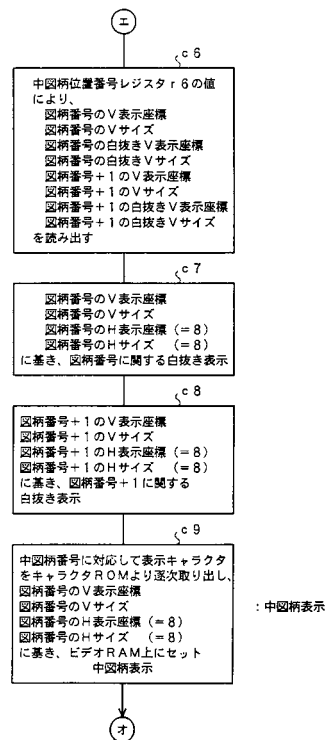 エ
c6
中図柄位置番号レジスタr6の値
により、
図柄番号のV表示座標
図柄番号のVサイズ
図柄番号の白抜きV表示座標
図柄番号の白抜きVサイズ
図柄番号+1のV表示座標
図柄番号+1のVサイズ
図柄番号+1の白抜きV表示座標
図柄番号+1の白抜きVサイズ
を読み出す
c7
図柄番号のV表示座標
図柄番号のVサイズ
図柄番号のH表示座標(=8)
図柄番号のHサイズ (=8)
に基き、図柄番号に関する白抜き表示
c8
図柄番号+1のV表示座標
図柄番号+1のVサイズ
図柄番号+1のH表示座標(=8)
図柄番号+1のHサイズ (=8)
に基き、図柄番号+1に関する
白抜き表示
c9
中図柄番号に対応して表示キャラクタ
をキャラクタROMより逐次取り出し、
図柄番号のV表示座標
図柄番号のVサイズ
図柄番号のH表示座標(=8)
図柄番号のHサイズ (=8)
に基き、ビデオRAM上にセット
中図柄表示
:中図柄表示
オ